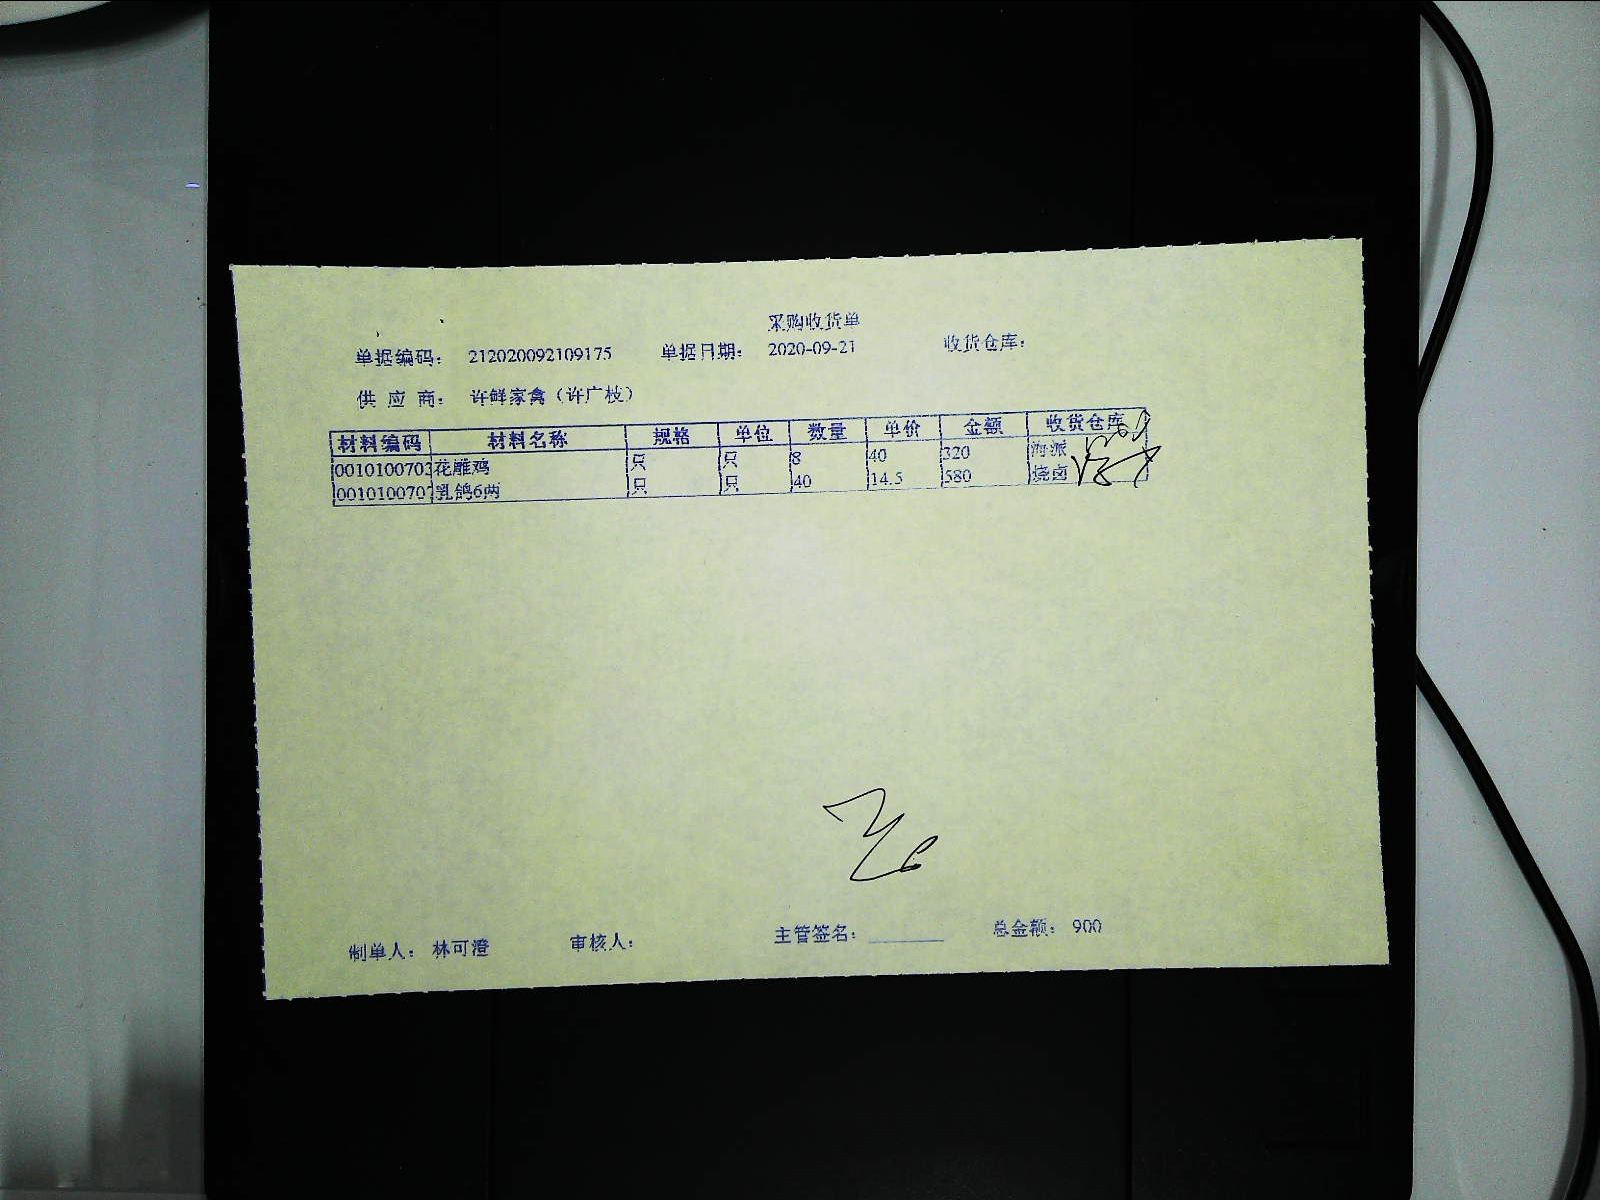 采购收货单
单据编码： 212020092109175 单据日期： 2020-09-21 收货仓库：
供 应 商： 许鲜家禽（许广枝）
材料编码 材料名称 规格 单位 数量 单价 金额 收货仓库
0010100703 花雕鸡 只 只 8 40 320 海派
001010070 乳鸽6两 只 只 40 14.5 580 烧卤
制单人： 林可澄 审核人： 主管签名： 总金额： 900